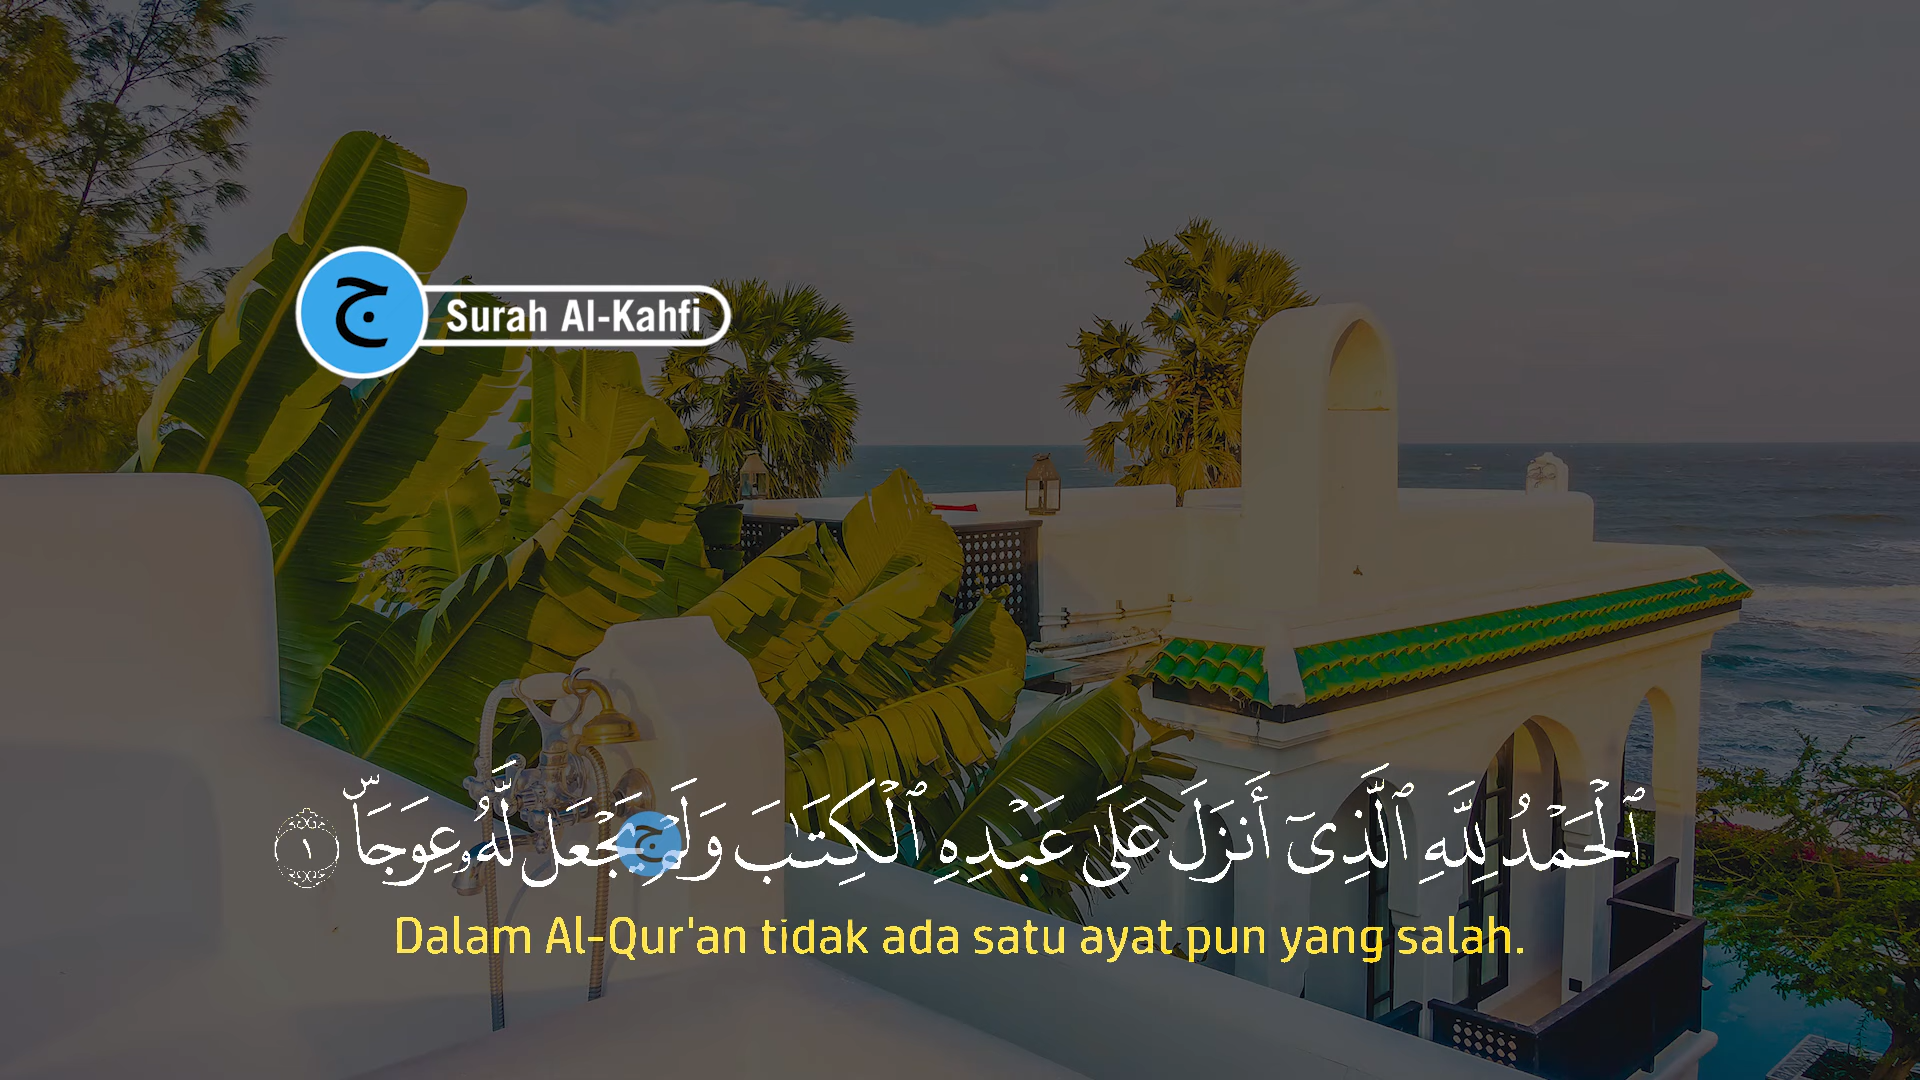 ج
Surah Al-Kahfi
ٱلْحَمْدُ لِلَّهِ ٱلَّذِىٓ أَنزَلَ عَلَىٰ عَبْدِهِ ٱلْكِتَـٰبَ وَلَمْ يَجْعَل لَّهُۥ عِوَجَاۜ ١
ج
Dalam Al-Qur'an tidak ada satu ayat pun yang salah.